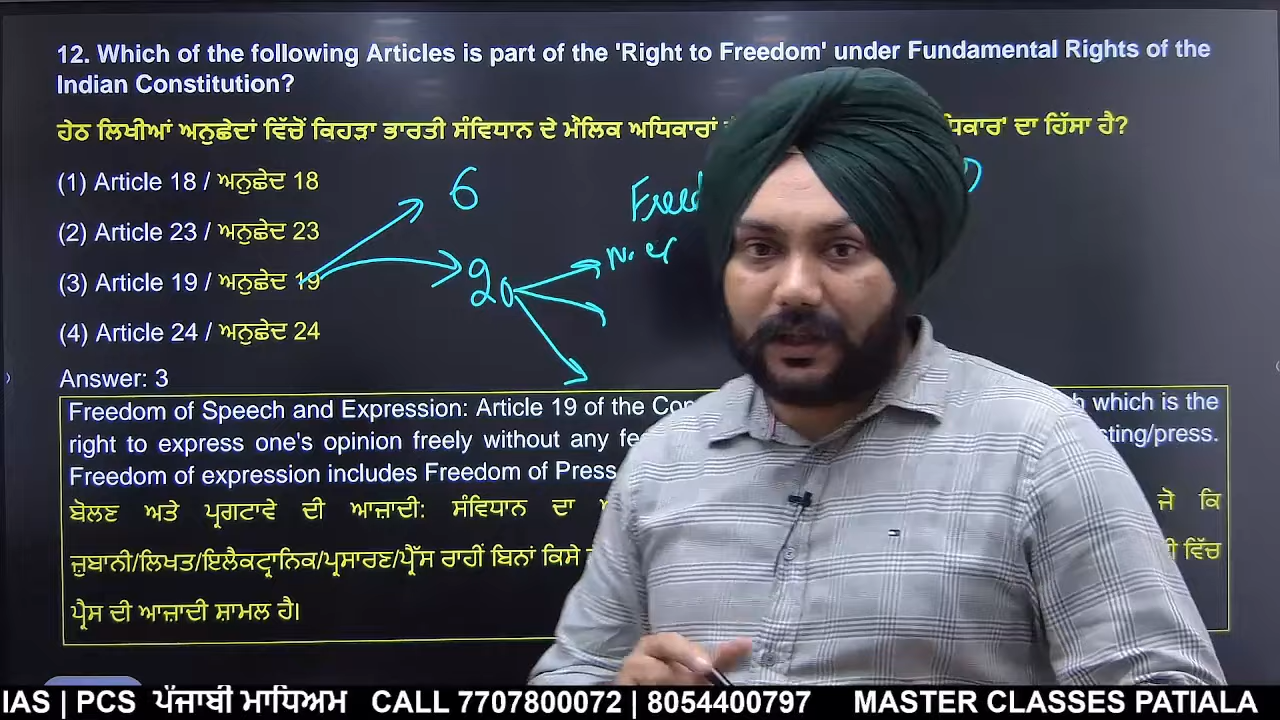 12. Which of the following Articles is part of the 'Right to Freedom' under Fundamental Rights of the
Indian Constitution?
ਹੇਠ ਲਿਖੀਆਂ ਅਨੁਛੇਦਾਂ ਵਿੱਚੋਂ ਕਿਹੜਾ ਭਾਰਤੀ ਸੰਵਿਧਾਨ ਦੇ ਮੌਲਿਕ ਅਧਿਕਾਰਾਂ ਦਾ ਹਿੱਸਾ ਹੈ?
(1) Article 18 / ਅਨੁਛੇਦ 18
6
(2) Article 23 / ਅਨੁਛੇਦ 23
(3) Article 19 / ਅਨੁਛੇਦ 19
20
(4) Article 24 / ਅਨੁਛੇਦ 24
Answer: 3
Freedom of Speech and Expression: Article 19 of the which is the
right to express one's opinion freely without any
Freedom of expression includes Freedom of Press
ਬੋਲਣ ਅਤੇ ਪ੍ਰਗਟਾਵੇ ਦੀ ਆਜ਼ਾਦੀ: ਸੰਵਿਧਾਨ ਦਾ ਜੋ ਕਿ
ਜ਼ੁਬਾਨੀ/ਲਿਖਤ/ਇਲੈਕਟ੍ਰਾਨਿਕ/ਪ੍ਰਸਾਰਣ/ਪ੍ਰੈੱਸ ਰਾਹੀਂ ਬਿਨਾਂ ਕਿਸੇ ਵਿੱਚ
ਪ੍ਰੈਸ ਦੀ ਆਜ਼ਾਦੀ ਸ਼ਾਮਲ ਹੈ।
IAS | PCS ਪੰਜਾਬੀ ਮਾਧਿਅਮ CALL 7707800072 | 8054400797 MASTER CLASSES PATIALA